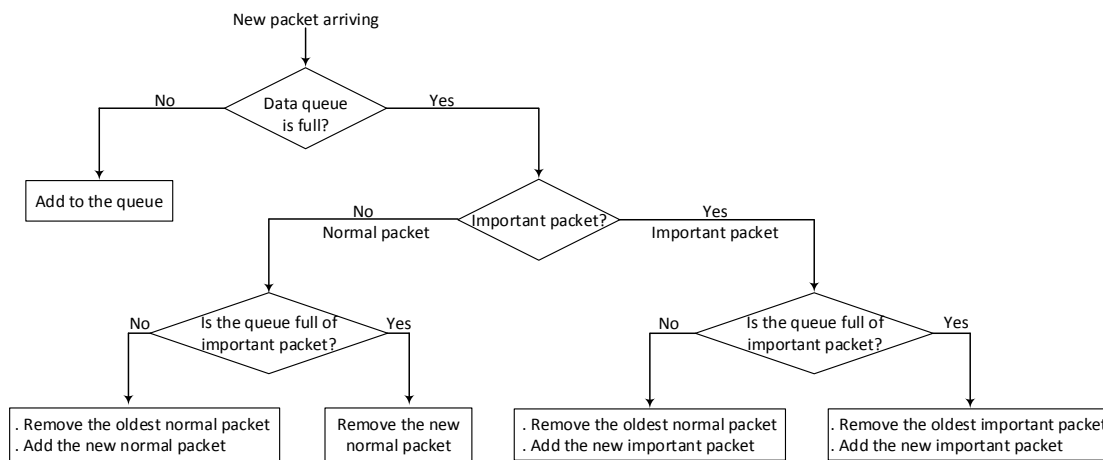 New packet arriving
No
Yes
Data queue
is full?
Add to the queue
No
Normal packet
Important packet?
Yes
Important packet
No
Is the queue full of
important packet?
Yes
No
Is the queue full of
important packet?
Yes
. Remove the oldest normal packet
. Add the new normal packet
Remove the new
normal packet
. Remove the oldest normal packet
. Add the new important packet
. Remove the oldest important packet
. Add the new important packet